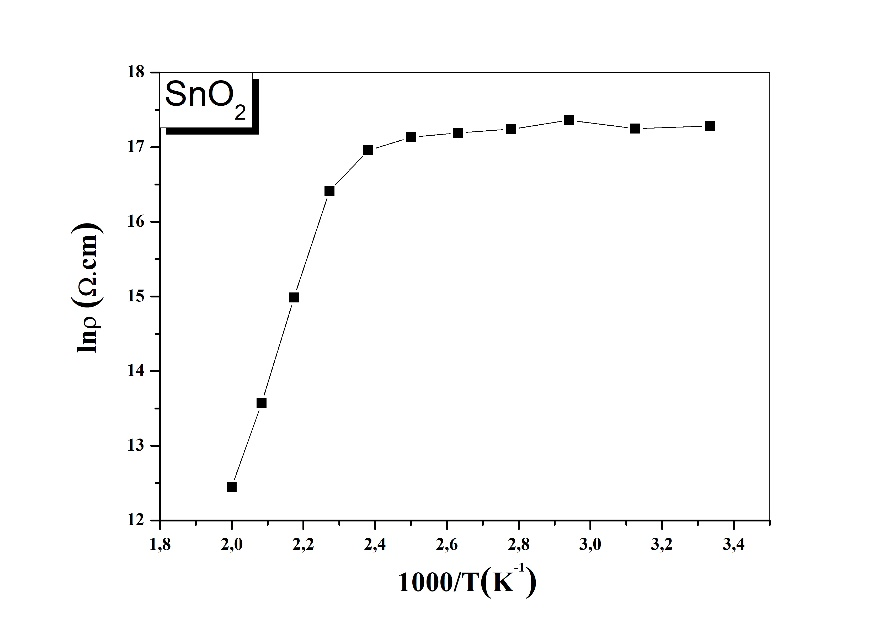 SnO₂
18
17
16
15
14
13
12
lnρ (Ω.cm)
1,8 2,0 2,2 2,4 2,6 2,8 3,0 3,2 3,4
1000/T(K⁻¹)